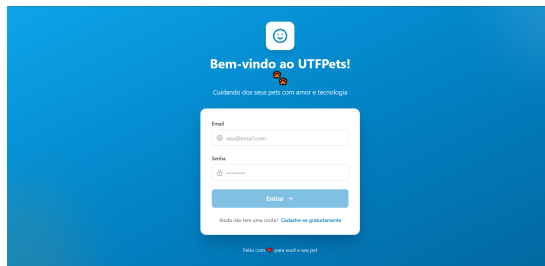 Bem-vindo ao UTFPets!
Cuidando dos seus pets com amor e tecnologia
Email
seu@email.com
Senha
••••••••
Entrar →
Ainda não tem uma conta? Cadastre-se gratuitamente
Feito com ❤️ para você e seu pet